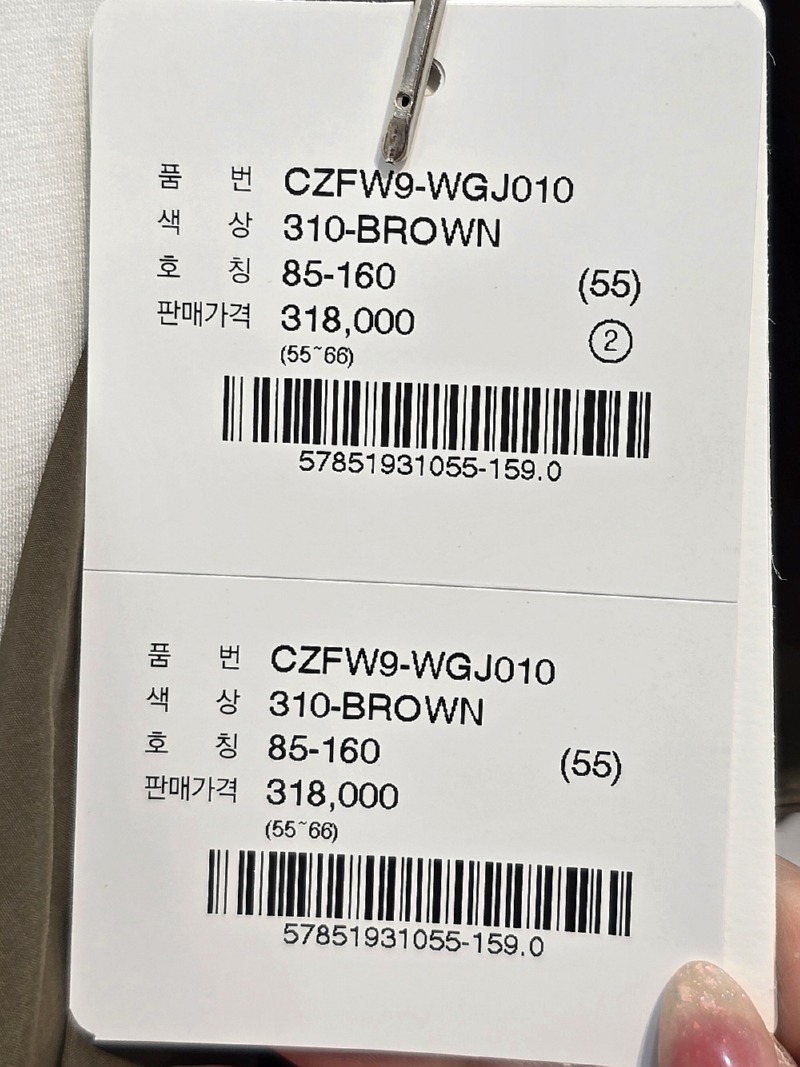 품 번 CZFW9-WGJ010
색 상 310-BROWN
호 칭 85-160 (55)
판매가격 318,000 ②
(55~66)
57851931055-159.0
품 번 CZFW9-WGJ010
색 상 310-BROWN
호 칭 85-160 (55)
판매가격 318,000
(55~66)
57851931055-159.0